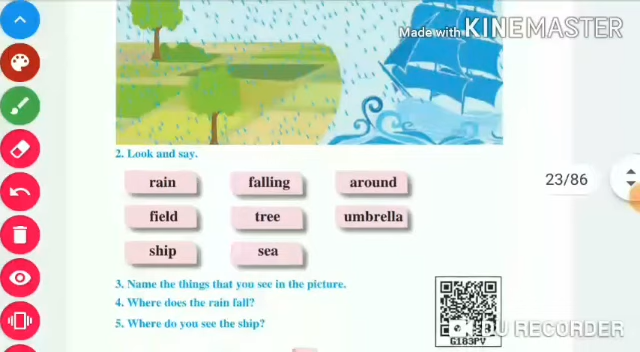 Made with KINEMASTER
2. Look and say.
rain falling around
23/86
field tree umbrella
ship sea
3. Name the things that you see in the picture.
4. Where does the rain fall?
5. Where do you see the ship?
G183PV
DU RECORDER